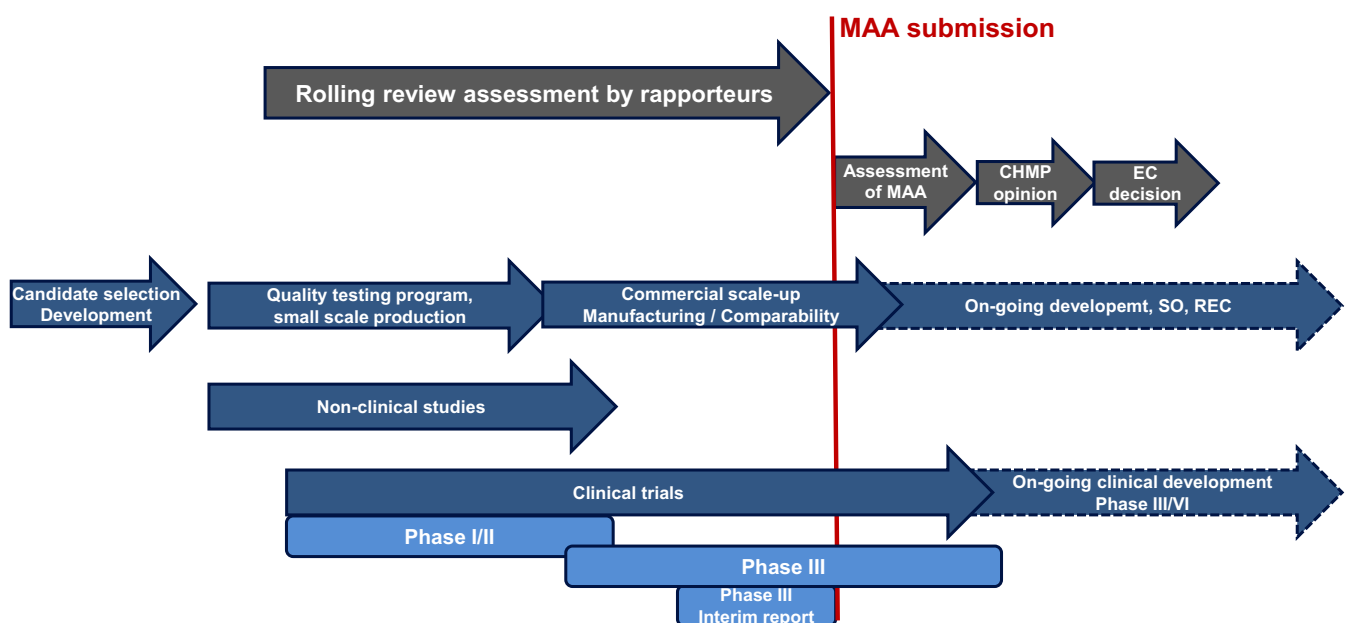 MAA submission
Rolling review assessment by rapporteurs
Assessment
of MAA
CHMP
opinion
EC
decision
Candidate selection
Development
Quality testing program,
small scale production
Commercial scale-up
Manufacturing / Comparability
On-going developemt, SO, REC
Non-clinical studies
Clinical trials
On-going clinical development
Phase III/VI
Phase I/II
Phase III
Phase III
Interim report